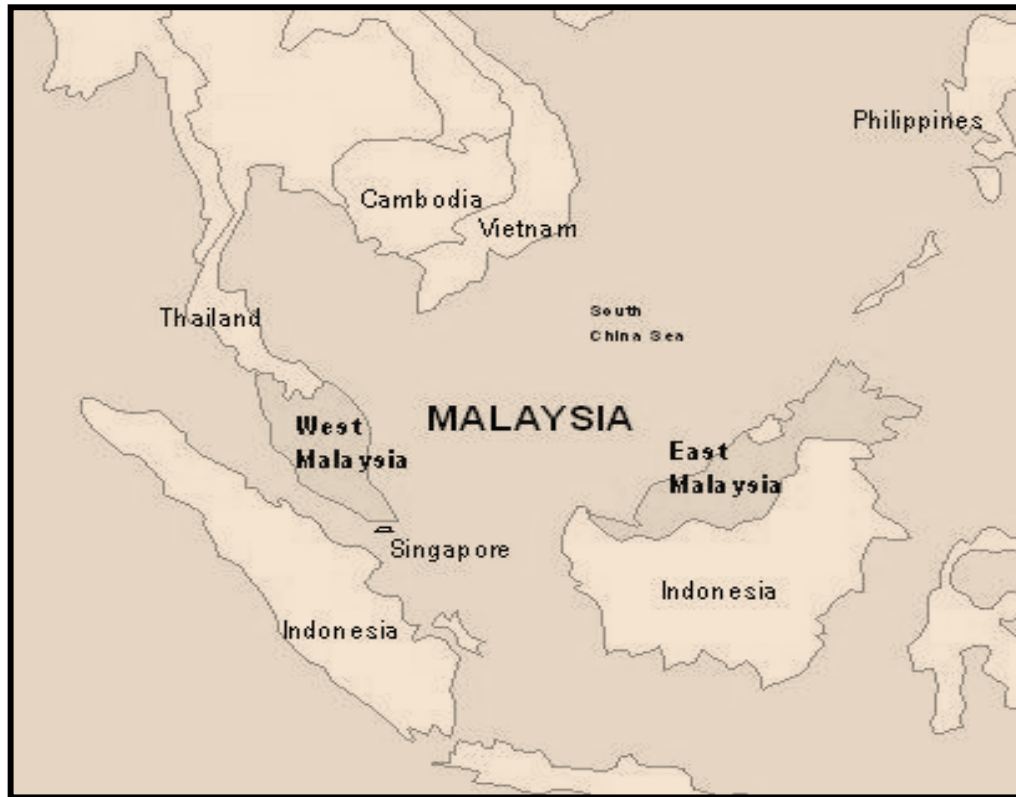 Philippines
Cambodia
Vietnam
Thailand
South
China Sea
MALAYSIA
West
Malaysia
East
Malaysia
Singapore
Indonesia
Indonesia